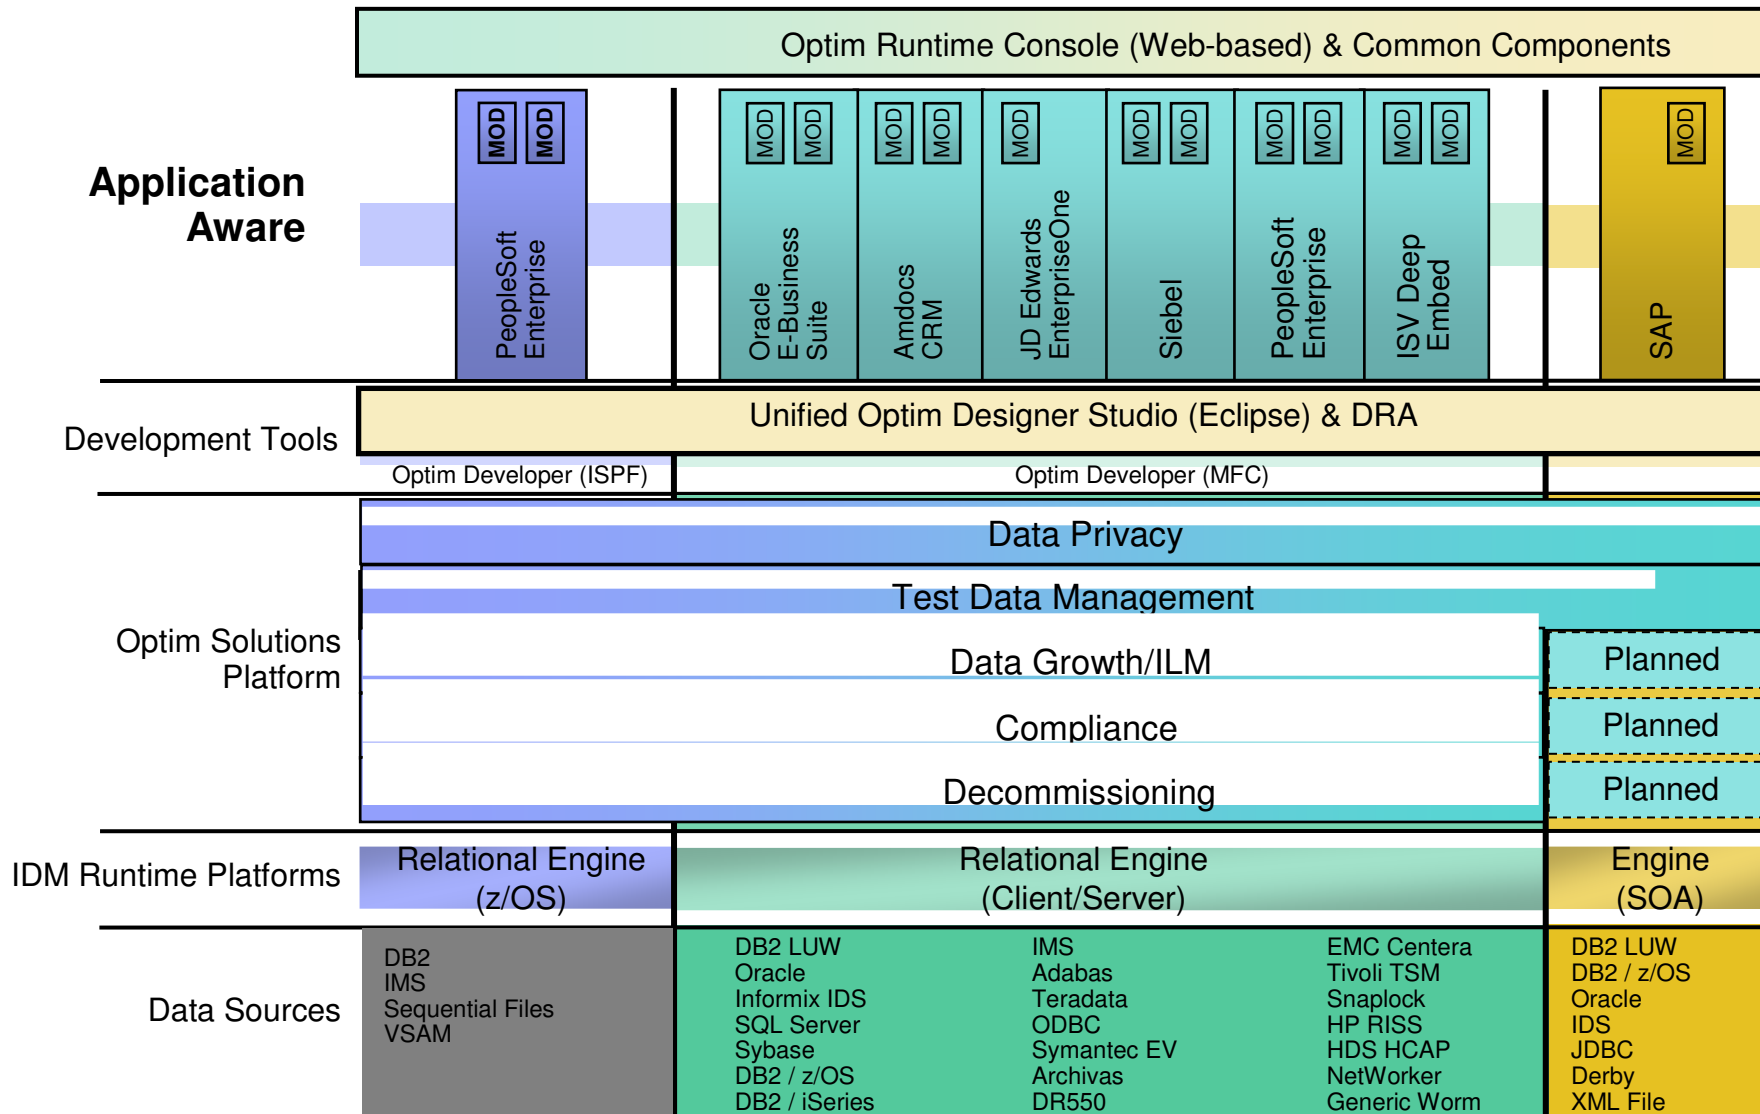 Optim Runtime Console (Web-based) & Common Components
Application
Aware
MOD MOD
PeopleSoft
Enterprise
MOD MOD
Oracle
E-Business
Suite
MOD MOD
Amdocs
CRM
MOD
JD Edwards
EnterpriseOne
MOD MOD
Siebel
MOD MOD
PeopleSoft
Enterprise
MOD MOD
ISV Deep
Embed
MOD
SAP
Development Tools
Unified Optim Designer Studio (Eclipse) & DRA
Optim Developer (ISPF)
Optim Developer (MFC)
Optim Solutions
Platform
Data Privacy
Test Data Management
Data Growth/ILM
Planned
Compliance
Planned
Decommissioning
Planned
IDM Runtime Platforms
Relational Engine
(z/OS)
Relational Engine
(Client/Server)
Engine
(SOA)
Data Sources
DB2
IMS
Sequential Files
VSAM
DB2 LUW
Oracle
Informix IDS
SQL Server
Sybase
DB2 / z/OS
DB2 / iSeries
IMS
Adabas
Teradata
ODBC
Symantec EV
Archivas
DR550
EMC Centera
Tivoli TSM
Snaplock
HP RISS
HDS HCAP
NetWorker
Generic Worm
DB2 LUW
DB2 / z/OS
Oracle
IDS
JDBC
Derby
XML File